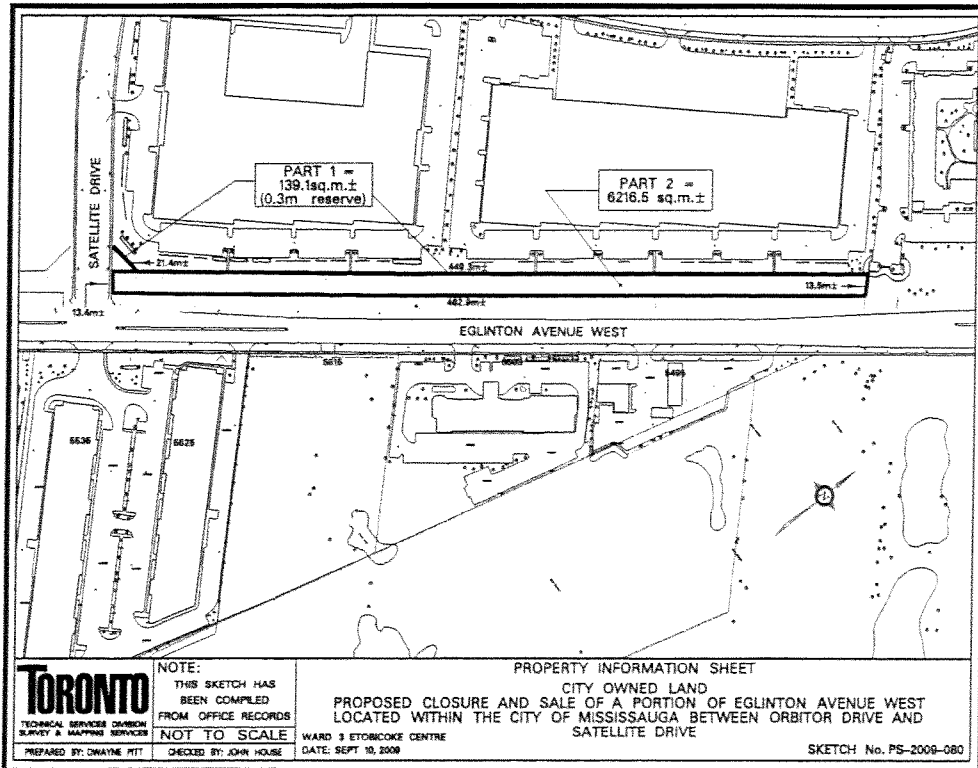 PART 1 =
139.1sq.m.±
(0.3m reserve)
PART 2 =
6216.5 sq.m.±
SATELLITE DRIVE
21.4m±
449.3m±
13.5m±
13.4m±
462.9m±
EGLINTON AVENUE WEST
5615
5495
5535
5525
TORONTO
TECHNICAL SERVICES DIVISION
SURVEY & MAPPING SERVICES
PREPARED BY: DWAYNE PITT
NOTE:
THIS SKETCH HAS
BEEN COMPILED
FROM OFFICE RECORDS
NOT TO SCALE
CHECKED BY: JOHN HOUSE
PROPERTY INFORMATION SHEET
CITY OWNED LAND
PROPOSED CLOSURE AND SALE OF A PORTION OF EGLINTON AVENUE WEST
LOCATED WITHIN THE CITY OF MISSISSAUGA BETWEEN ORBITOR DRIVE AND
SATELLITE DRIVE
WARD 3 ETOBICOKE CENTRE
DATE: SEPT 10, 2009
SKETCH No. PS-2009-080